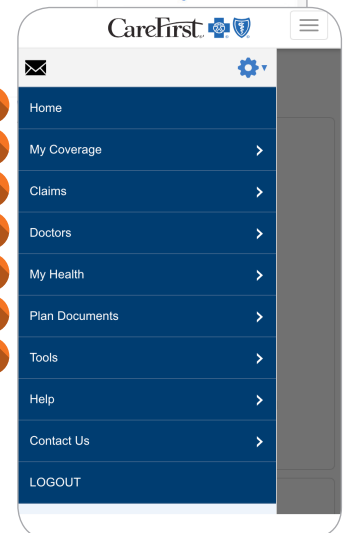 CareFirst
Home
My Coverage
Claims
Doctors
My Health
Plan Documents
Tools
Help
Contact Us
LOGOUT